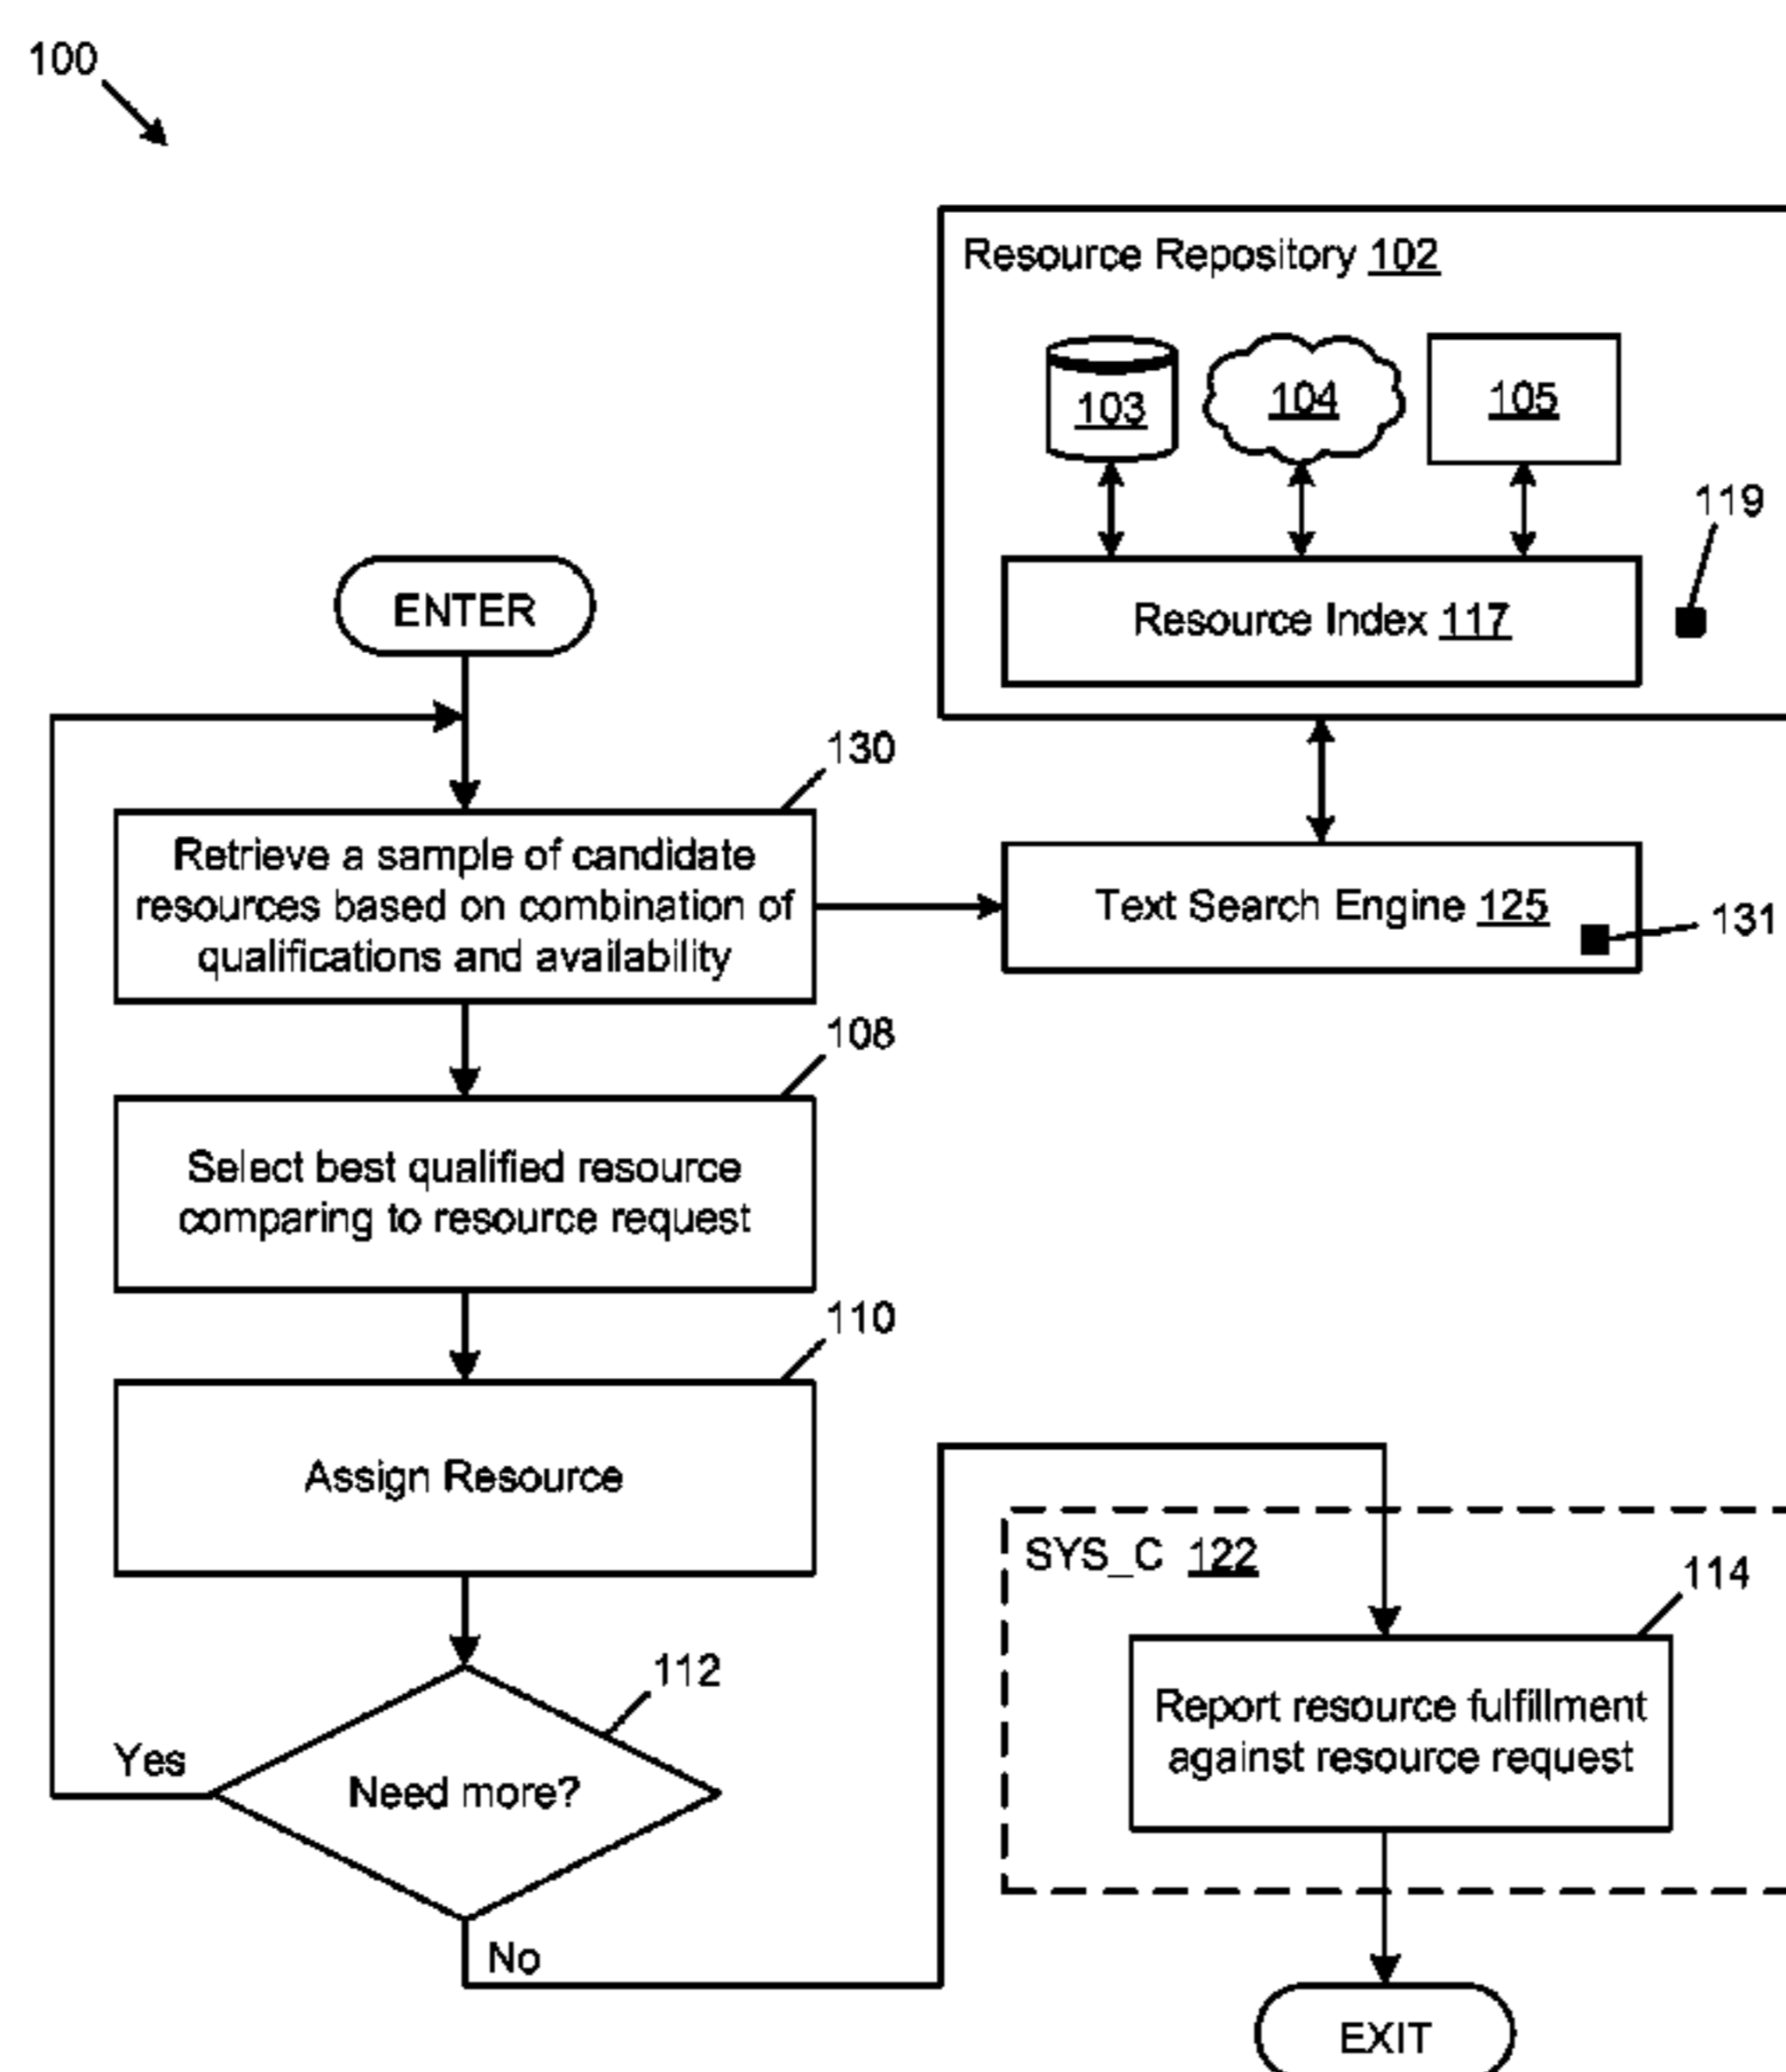 100
Resource Repository 102
103
104
105
119
ENTER
Resource Index 117
130
Retrieve a sample of candidate
resources based on combination of
qualifications and availability
Text Search Engine 125
131
108
Select best qualified resource
comparing to resource request
110
Assign Resource
SYS_C 122
114
112
Report resource fulfillment
against resource request
Yes
Need more?
No
EXIT